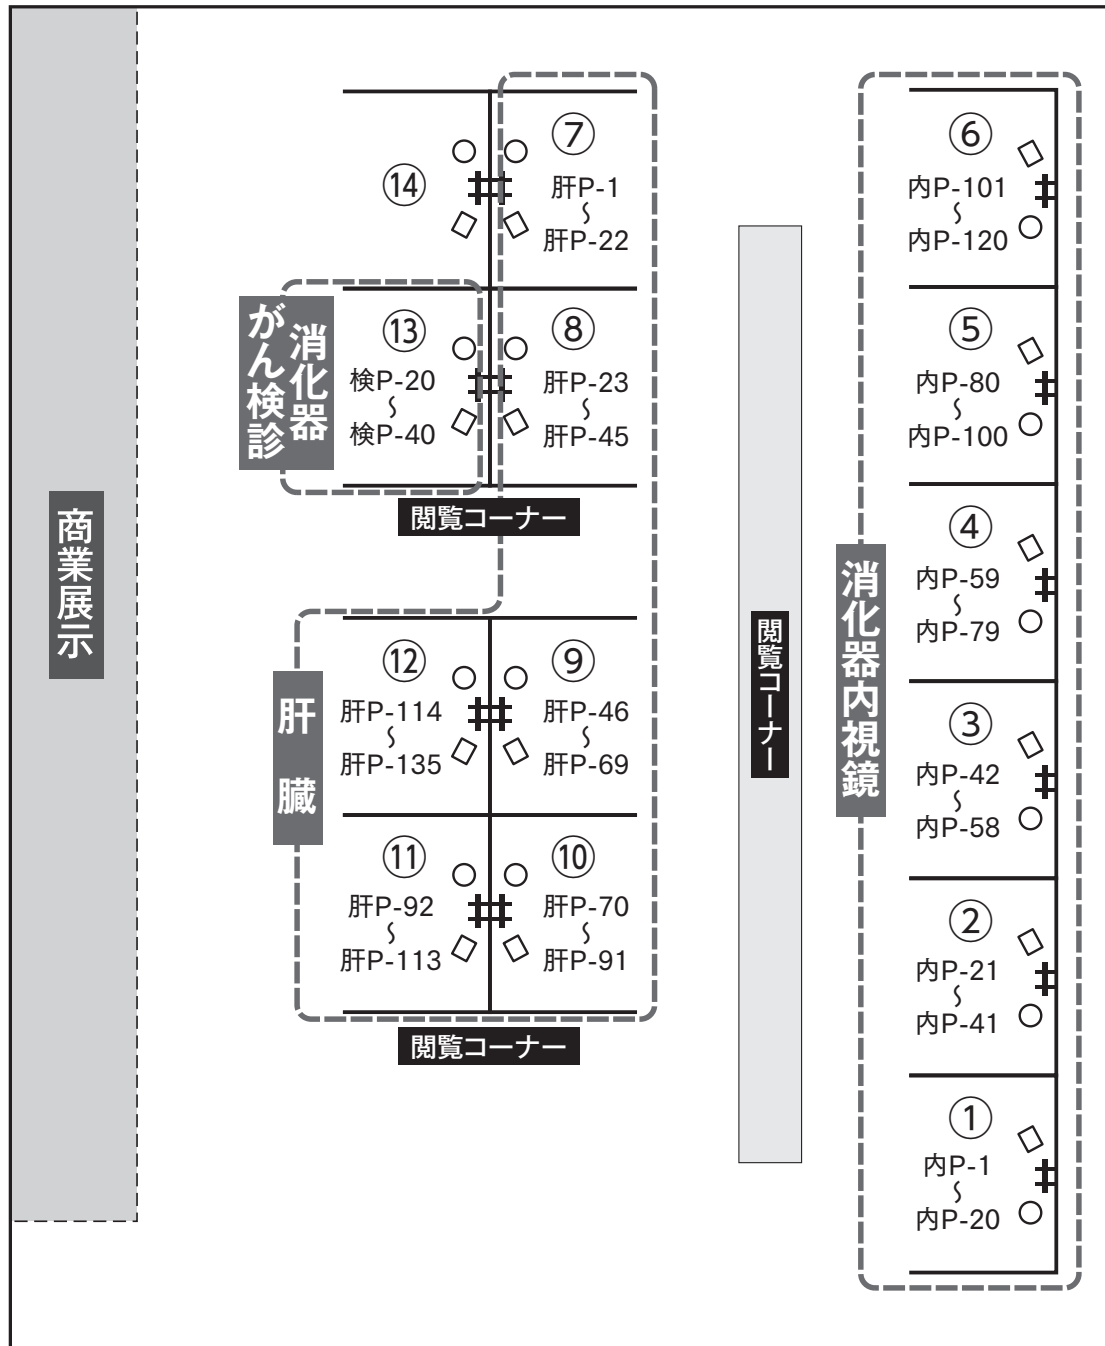 商業展示
⑭
⑦
肝P-1
〜
肝P-22
消化器
がん検診
⑬
検P-20
〜
検P-40
⑧
肝P-23
〜
肝P-45
閲覧コーナー
肝臓
⑫
肝P-114
〜
肝P-135
⑨
肝P-46
〜
肝P-69
⑪
肝P-92
〜
肝P-113
⑩
肝P-70
〜
肝P-91
閲覧コーナー
閲覧コーナー
消化器内視鏡
⑥
内P-101
〜
内P-120
⑤
内P-80
〜
内P-100
④
内P-59
〜
内P-79
③
内P-42
〜
内P-58
②
内P-21
〜
内P-41
①
内P-1
〜
内P-20